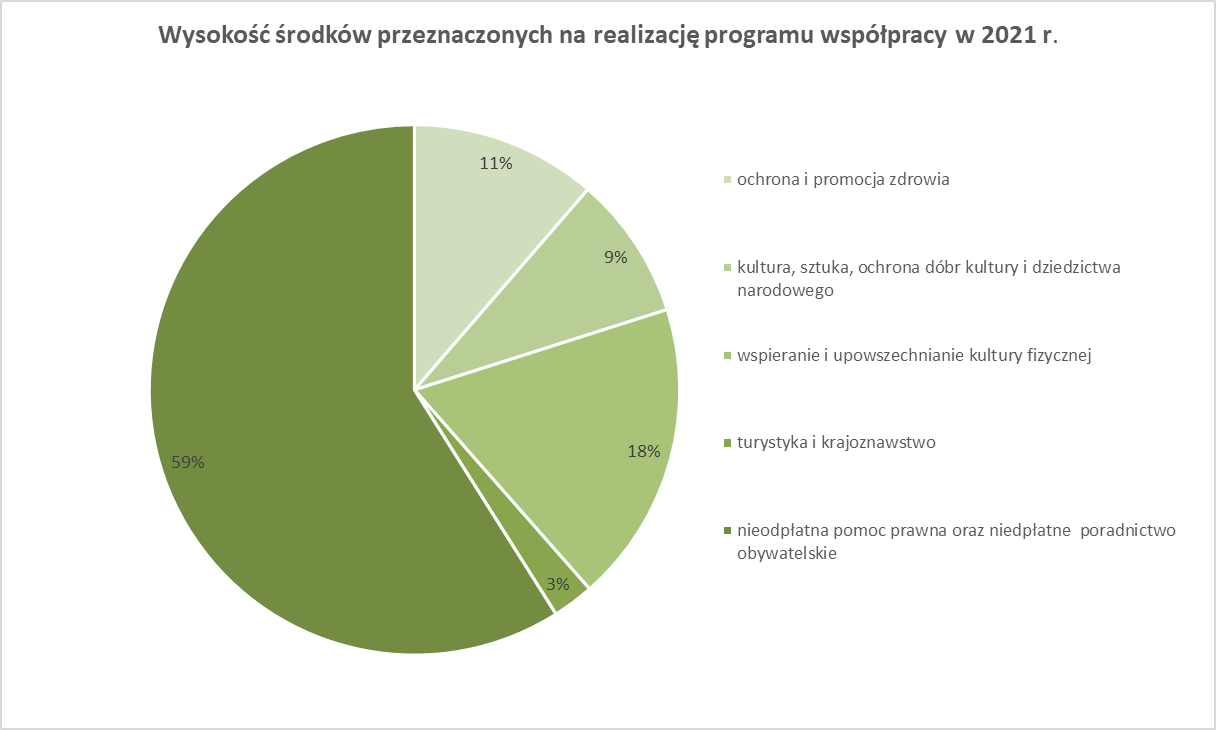 Wysokość środków przeznaczonych na realizację programu współpracy w 2021 r.
11%
9%
18%
3%
59%
ochrona i promocja zdrowia
kultura, sztuka, ochrona dóbr kultury i dziedzictwa
narodowego
wspieranie i upowszechnianie kultury fizycznej
turystyka i krajoznawstwo
nieodpłatna pomoc prawna oraz niedpłatne  poradnictwo
obywatelskie